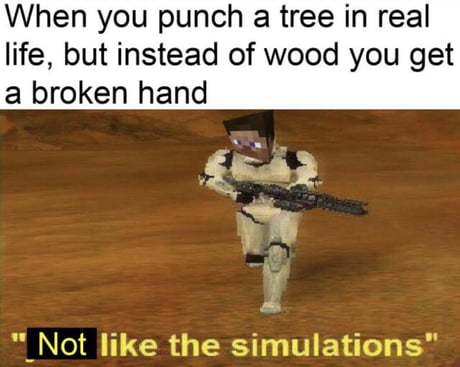 When you punch a tree in real
life, but instead of wood you get
a broken hand
"Not like the simulations"